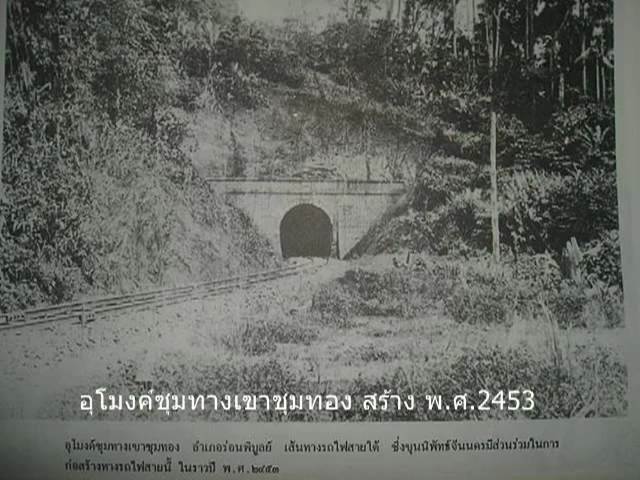 อุโมงค์ชุมทางเขาชุมทอง สร้าง พ.ศ.2453
อุโมงค์ชุมทางเขาชุมทอง อำเภอร่อนพิบูลย์ เส้นทางรถไฟสายใต้ ซึ่งขุนนิพัทธ์จีนนครมีส่วนร่วมในการ
ก่อสร้างทางรถไฟสายนี้ ในราวปี พ.ศ.๒๔๕๓